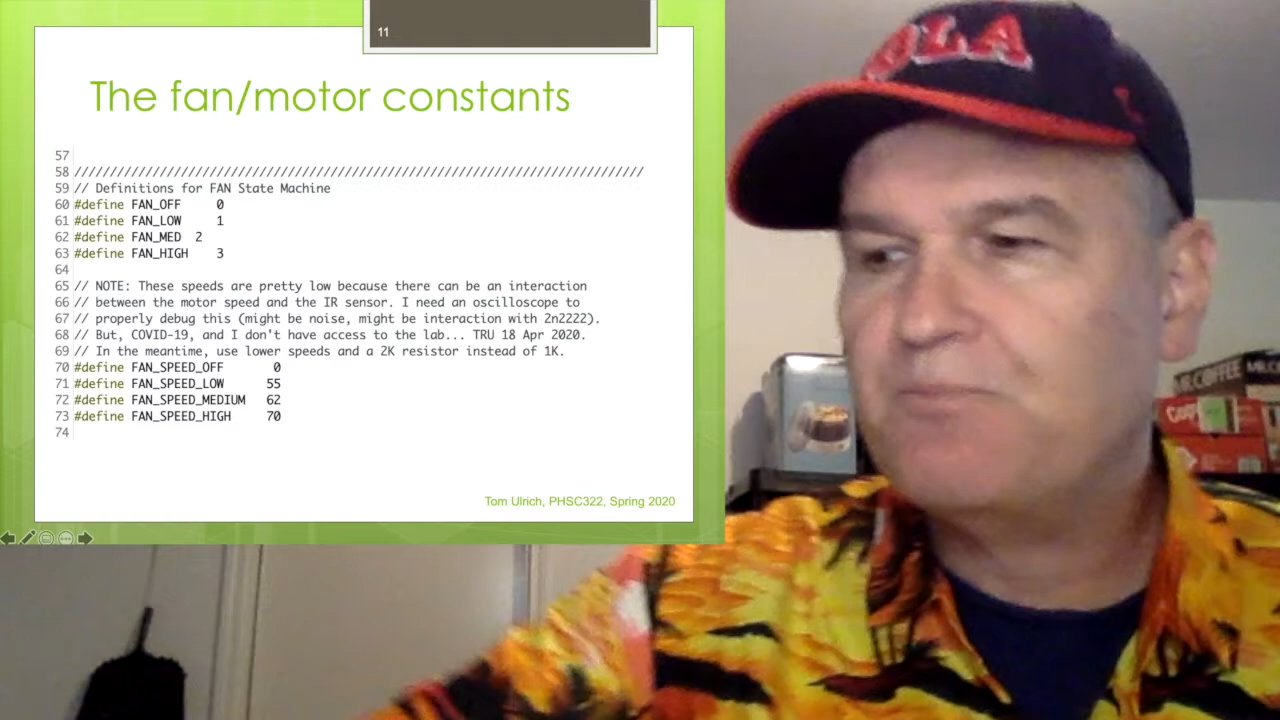 11
The fan/motor constants
57
58 ////////////////////////////////////////////////////////////////////////////////
59 // Definitions for FAN State Machine
60 #define FAN_OFF 0
61 #define FAN_LOW 1
62 #define FAN_MED 2
63 #define FAN_HIGH 3
64
65 // NOTE: These speeds are pretty low because there can be an interaction
66 // between the motor speed and the IR sensor. I need an oscilloscope to
67 // properly debug this (might be noise, might be interaction with 2n2222).
68 // But, COVID-19, and I don't have access to the lab... TRU 18 Apr 2020.
69 // In the meantime, use lower speeds and a 2K resistor instead of 1K.
70 #define FAN_SPEED_OFF 0
71 #define FAN_SPEED_LOW 55
72 #define FAN_SPEED_MEDIUM 62
73 #define FAN_SPEED_HIGH 70
74
Tom Ulrich, PHSC322, Spring 2020
OLA
MR.COFFEE